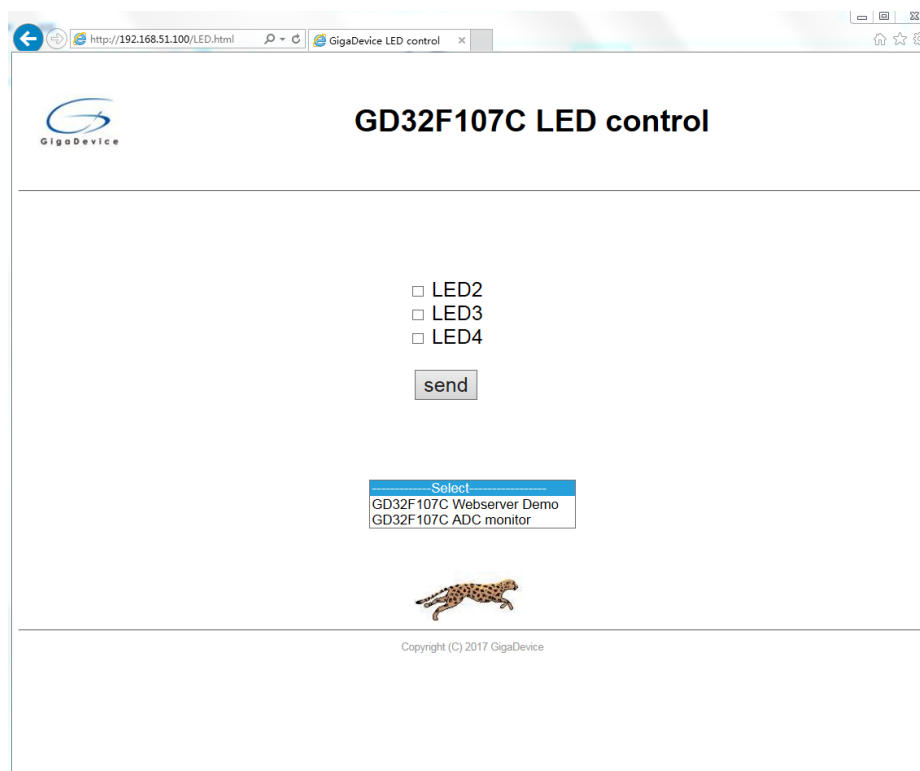 http://192.168.51.100/LED.html
GigaDevice LED control
GigaDevice
GD32F107C LED control
LED2
LED3
LED4
send
------------Select----------------
GD32F107C Webserver Demo
GD32F107C ADC monitor
Copyright (C) 2017 GigaDevice